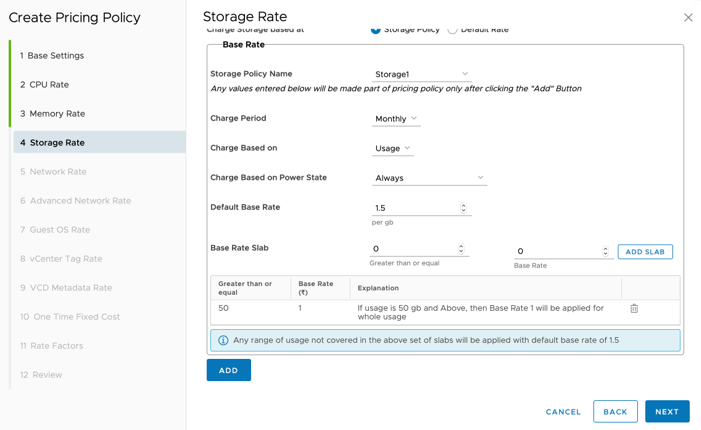 Create Pricing Policy
1 Base Settings
2 CPU Rate
3 Memory Rate
4 Storage Rate
5 Network Rate
6 Advanced Network Rate
7 Guest OS Rate
8 vCenter Tag Rate
9 VCD Metadata Rate
10 One Time Fixed Cost
11 Rate Factors
12 Review
Storage Rate
Charge Storage based at Storage Policy Default Rate
Base Rate
Storage Policy Name Storage1
Any values entered below will be made part of pricing policy only after clicking the "Add" Button
Charge Period Monthly
Charge Based on Usage
Charge Based on Power State Always
Default Base Rate 1.5
per gb
Base Rate Slab 0 0 ADD SLAB
Greater than or equal Base Rate
Greater than or equal Base Rate (₹) Explanation
50 1 If usage is 50 gb and Above, then Base Rate 1 will be applied for
whole usage
Any range of usage not covered in the above set of slabs will be applied with default base rate of 1.5
ADD
CANCEL BACK NEXT